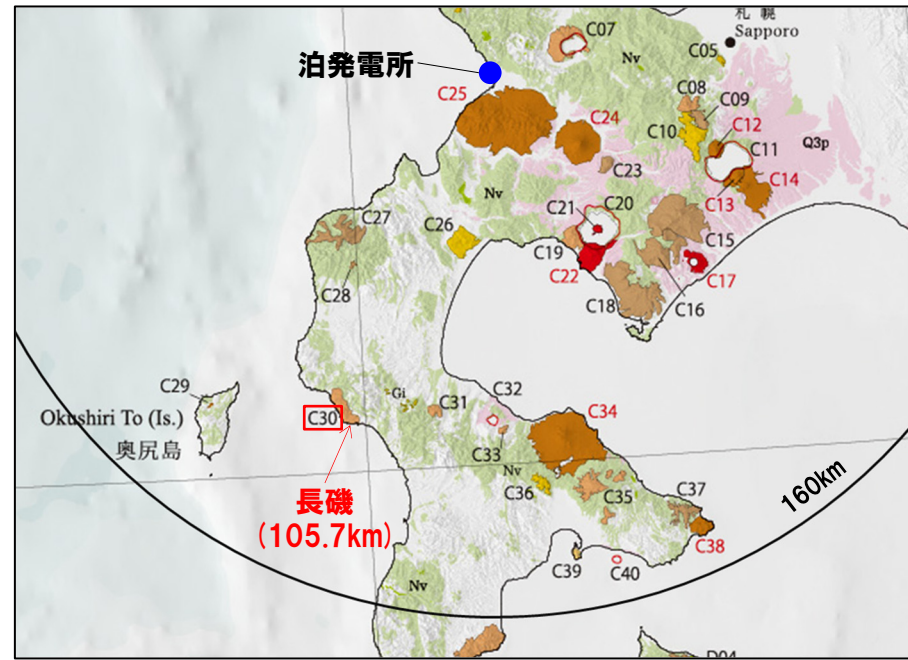 札 幌
Sapporo
C07
Nv
C05
泊発電所
C25
C08
C09
C24
C10
C12
C11
Q3p
C23
C14
C13
Nv
C21
C20
C27
C26
C15
C19
C22
C17
C28
C18
C16
C29
Gi
C32
Okushiri To (Is.)
C30
C31
C34
奥尻島
C33
Nv
長磯
(105.7km)
C36
C35
C37
160km
C38
C39
C40
Nv
D04